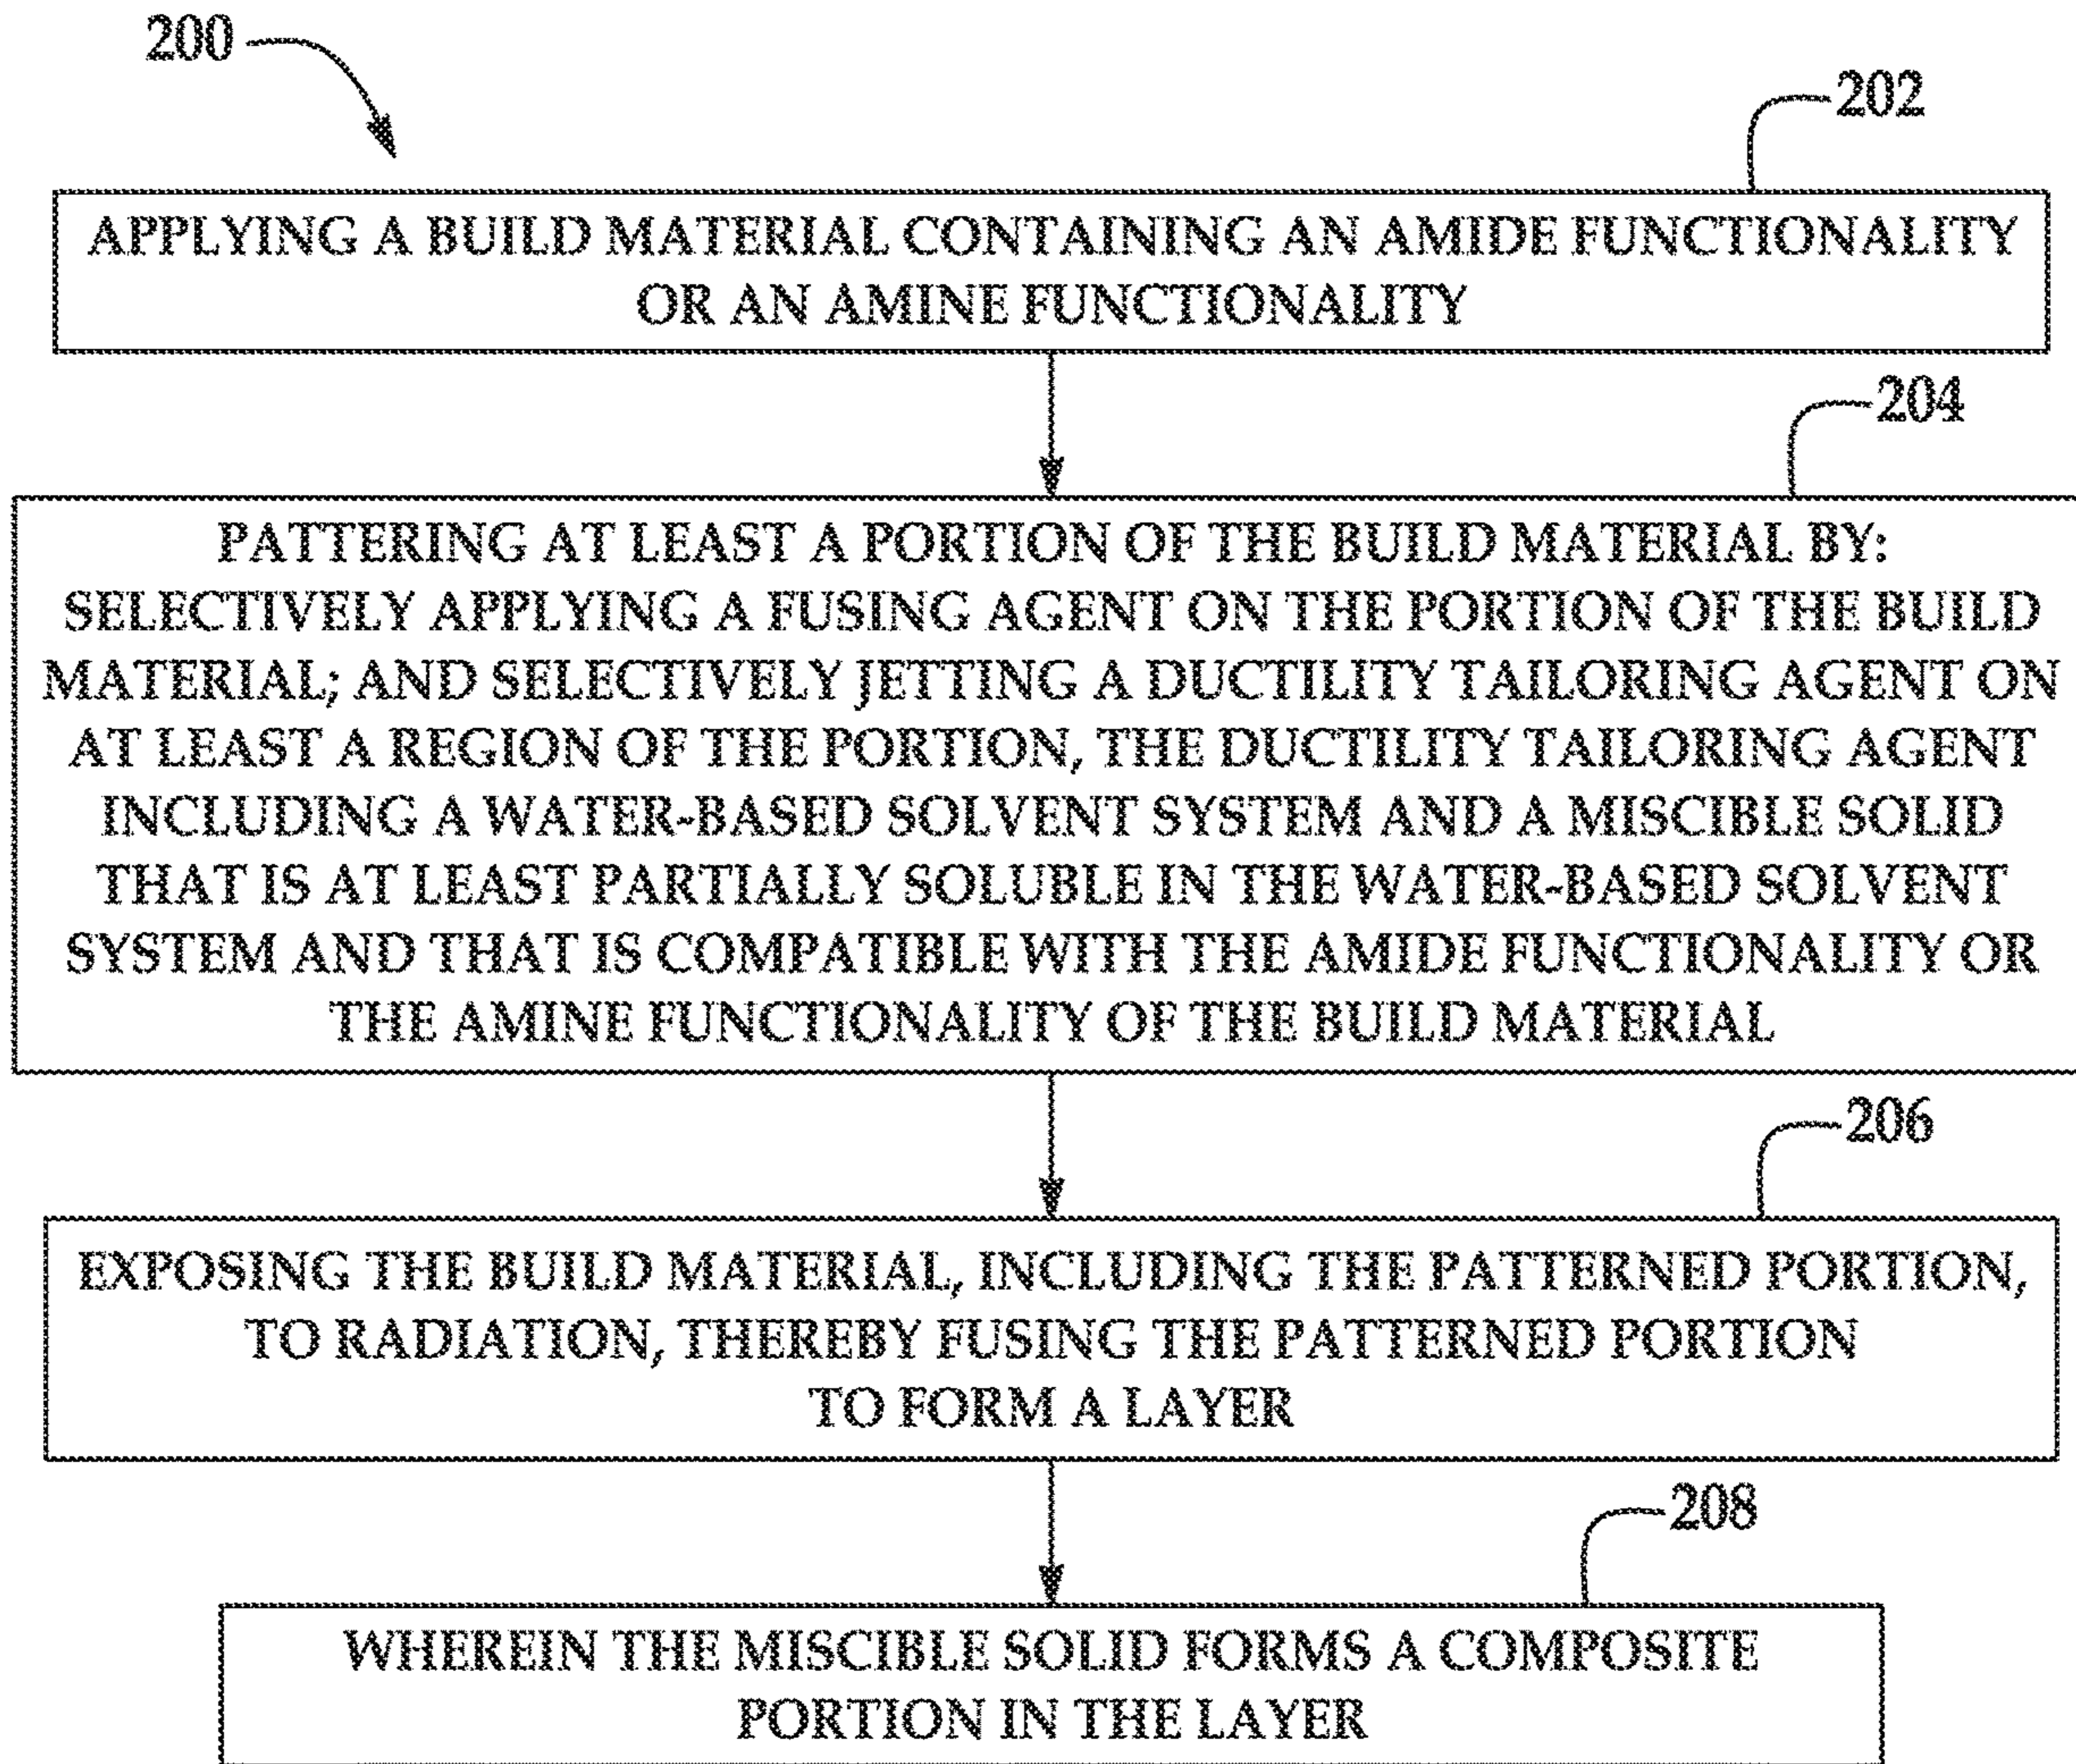 200
202
APPLYING A BUILD MATERIAL CONTAINING AN AMIDE FUNCTIONALITY
OR AN AMINE FUNCTIONALITY
204
PATTERING AT LEAST A PORTION OF THE BUILD MATERIAL BY:
SELECTIVELY APPLYING A FUSING AGENT ON THE PORTION OF THE BUILD
MATERIAL; AND SELECTIVELY JETTING A DUCTILITY TAILORING AGENT ON
AT LEAST A REGION OF THE PORTION, THE DUCTILITY TAILORING AGENT
INCLUDING A WATER-BASED SOLVENT SYSTEM AND A MISCIBLE SOLID
THAT IS AT LEAST PARTIALLY SOLUBLE IN THE WATER-BASED SOLVENT
SYSTEM AND THAT IS COMPATIBLE WITH THE AMIDE FUNCTIONALITY OR
THE AMINE FUNCTIONALITY OF THE BUILD MATERIAL
206
EXPOSING THE BUILD MATERIAL, INCLUDING THE PATTERNED PORTION,
TO RADIATION, THEREBY FUSING THE PATTERNED PORTION
TO FORM A LAYER
208
WHEREIN THE MISCIBLE SOLID FORMS A COMPOSITE
PORTION IN THE LAYER